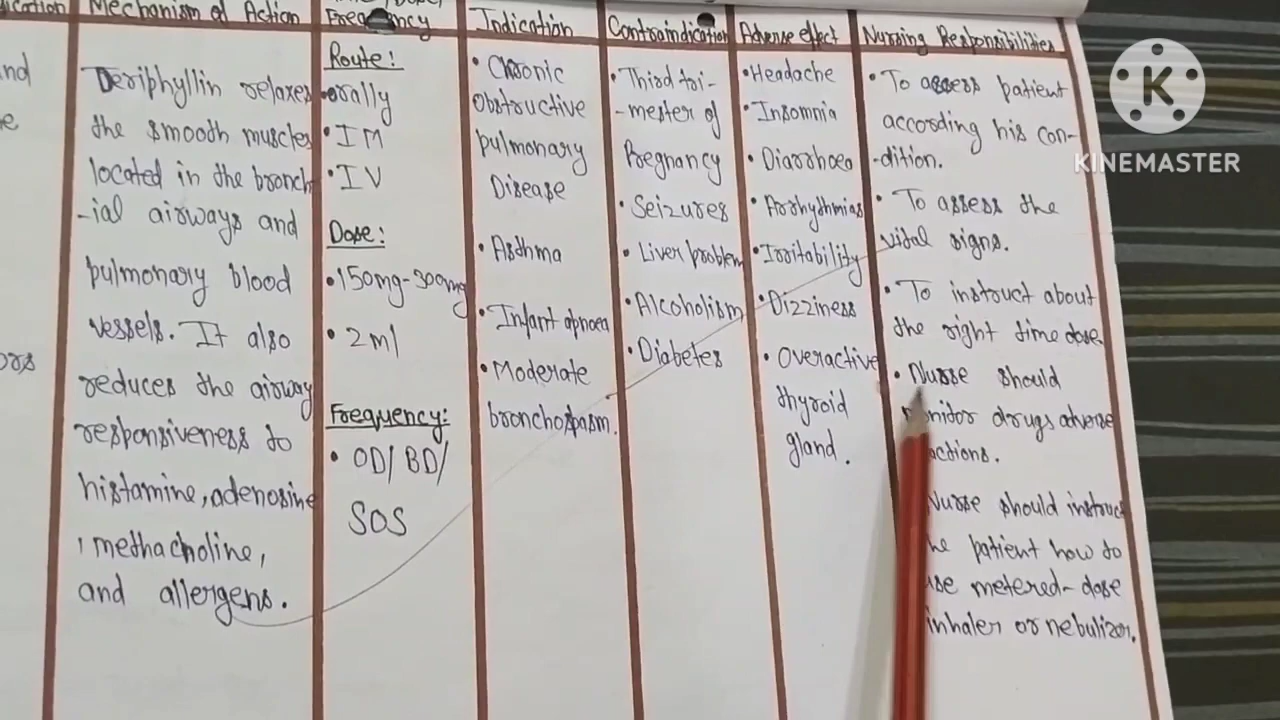 Mechanism of Action
Deriphyllin relaxes
the smooth muscles
located in the bronch
-ial airways and
pulmonary blood
vessels. It also
reduces the airway
responsiveness to
histamine, adenosine
, methacholine,
and allergens.
Frequency
Route:
• orally
• IM
• IV
Dose:
• 150mg-300mg
• 2ml
Frequency:
• OD/ BD/
SOS
Indication
• Chronic
Obstructive
pulmonary
Disease
• Asthma
• Infant apnoea
• Moderate
bronchospasm.
Contraindication
• Third tri-
-mester of
Pregnancy
• Seizures
• Liver problem
• Alcoholism
• Diabetes
Adverse effect
• Headache
• Insomnia
• Diarrhoea
• Arrhythmias
• Irritability
• Dizziness
• Overactive
thyroid
gland.
Nursing Responsibilities
• To assess patient
according his con-
-dition.
• To assess the
vital signs.
• To instruct about
the right time dose.
• Nurse should
drugs adverse
Nurse should instruct
patient how to
metered-dose
inhaler or nebulizer.
K
KINEMASTER